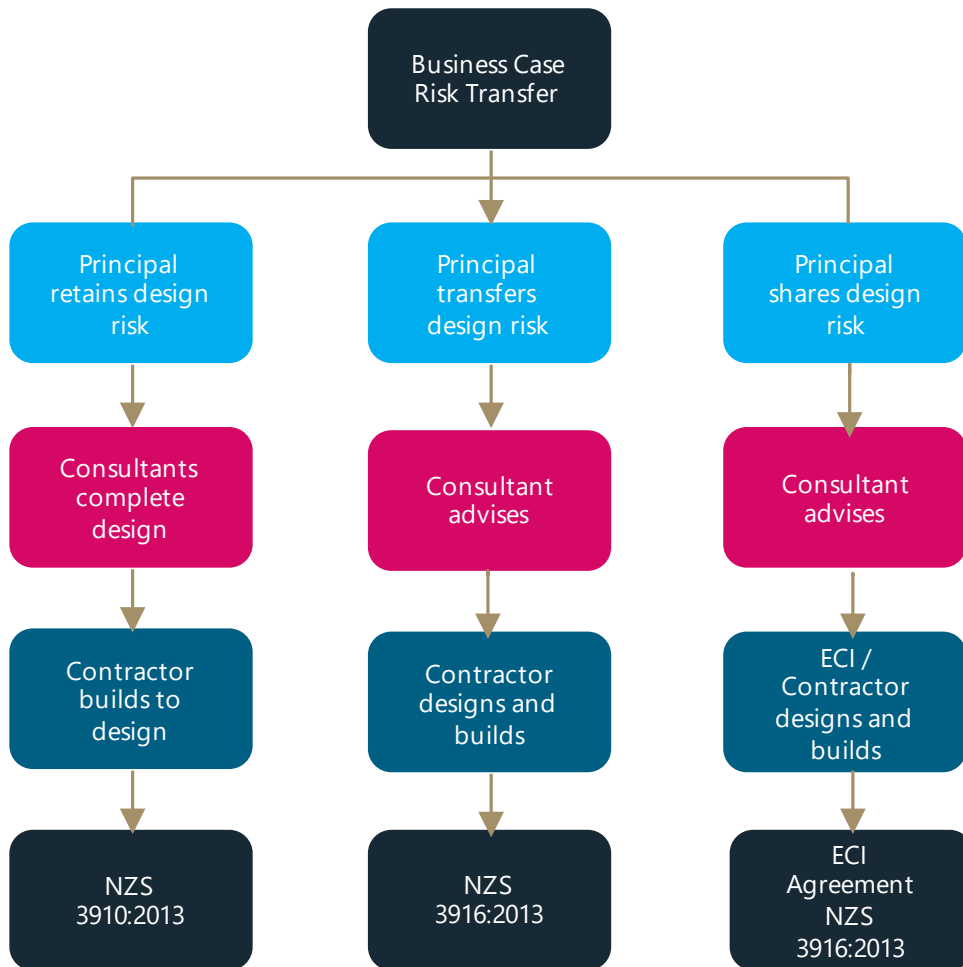 Business Case
Risk Transfer
Principal
retains design
risk
Principal
transfers
design risk
Principal
shares design
risk
Consultants
complete
design
Consultant
advises
Consultant
advises
Contractor
builds to
design
Contractor
designs and
builds
ECI /
Contractor
designs and
builds
NZS
3910:2013
NZS
3916:2013
ECI
Agreement
NZS
3916:2013